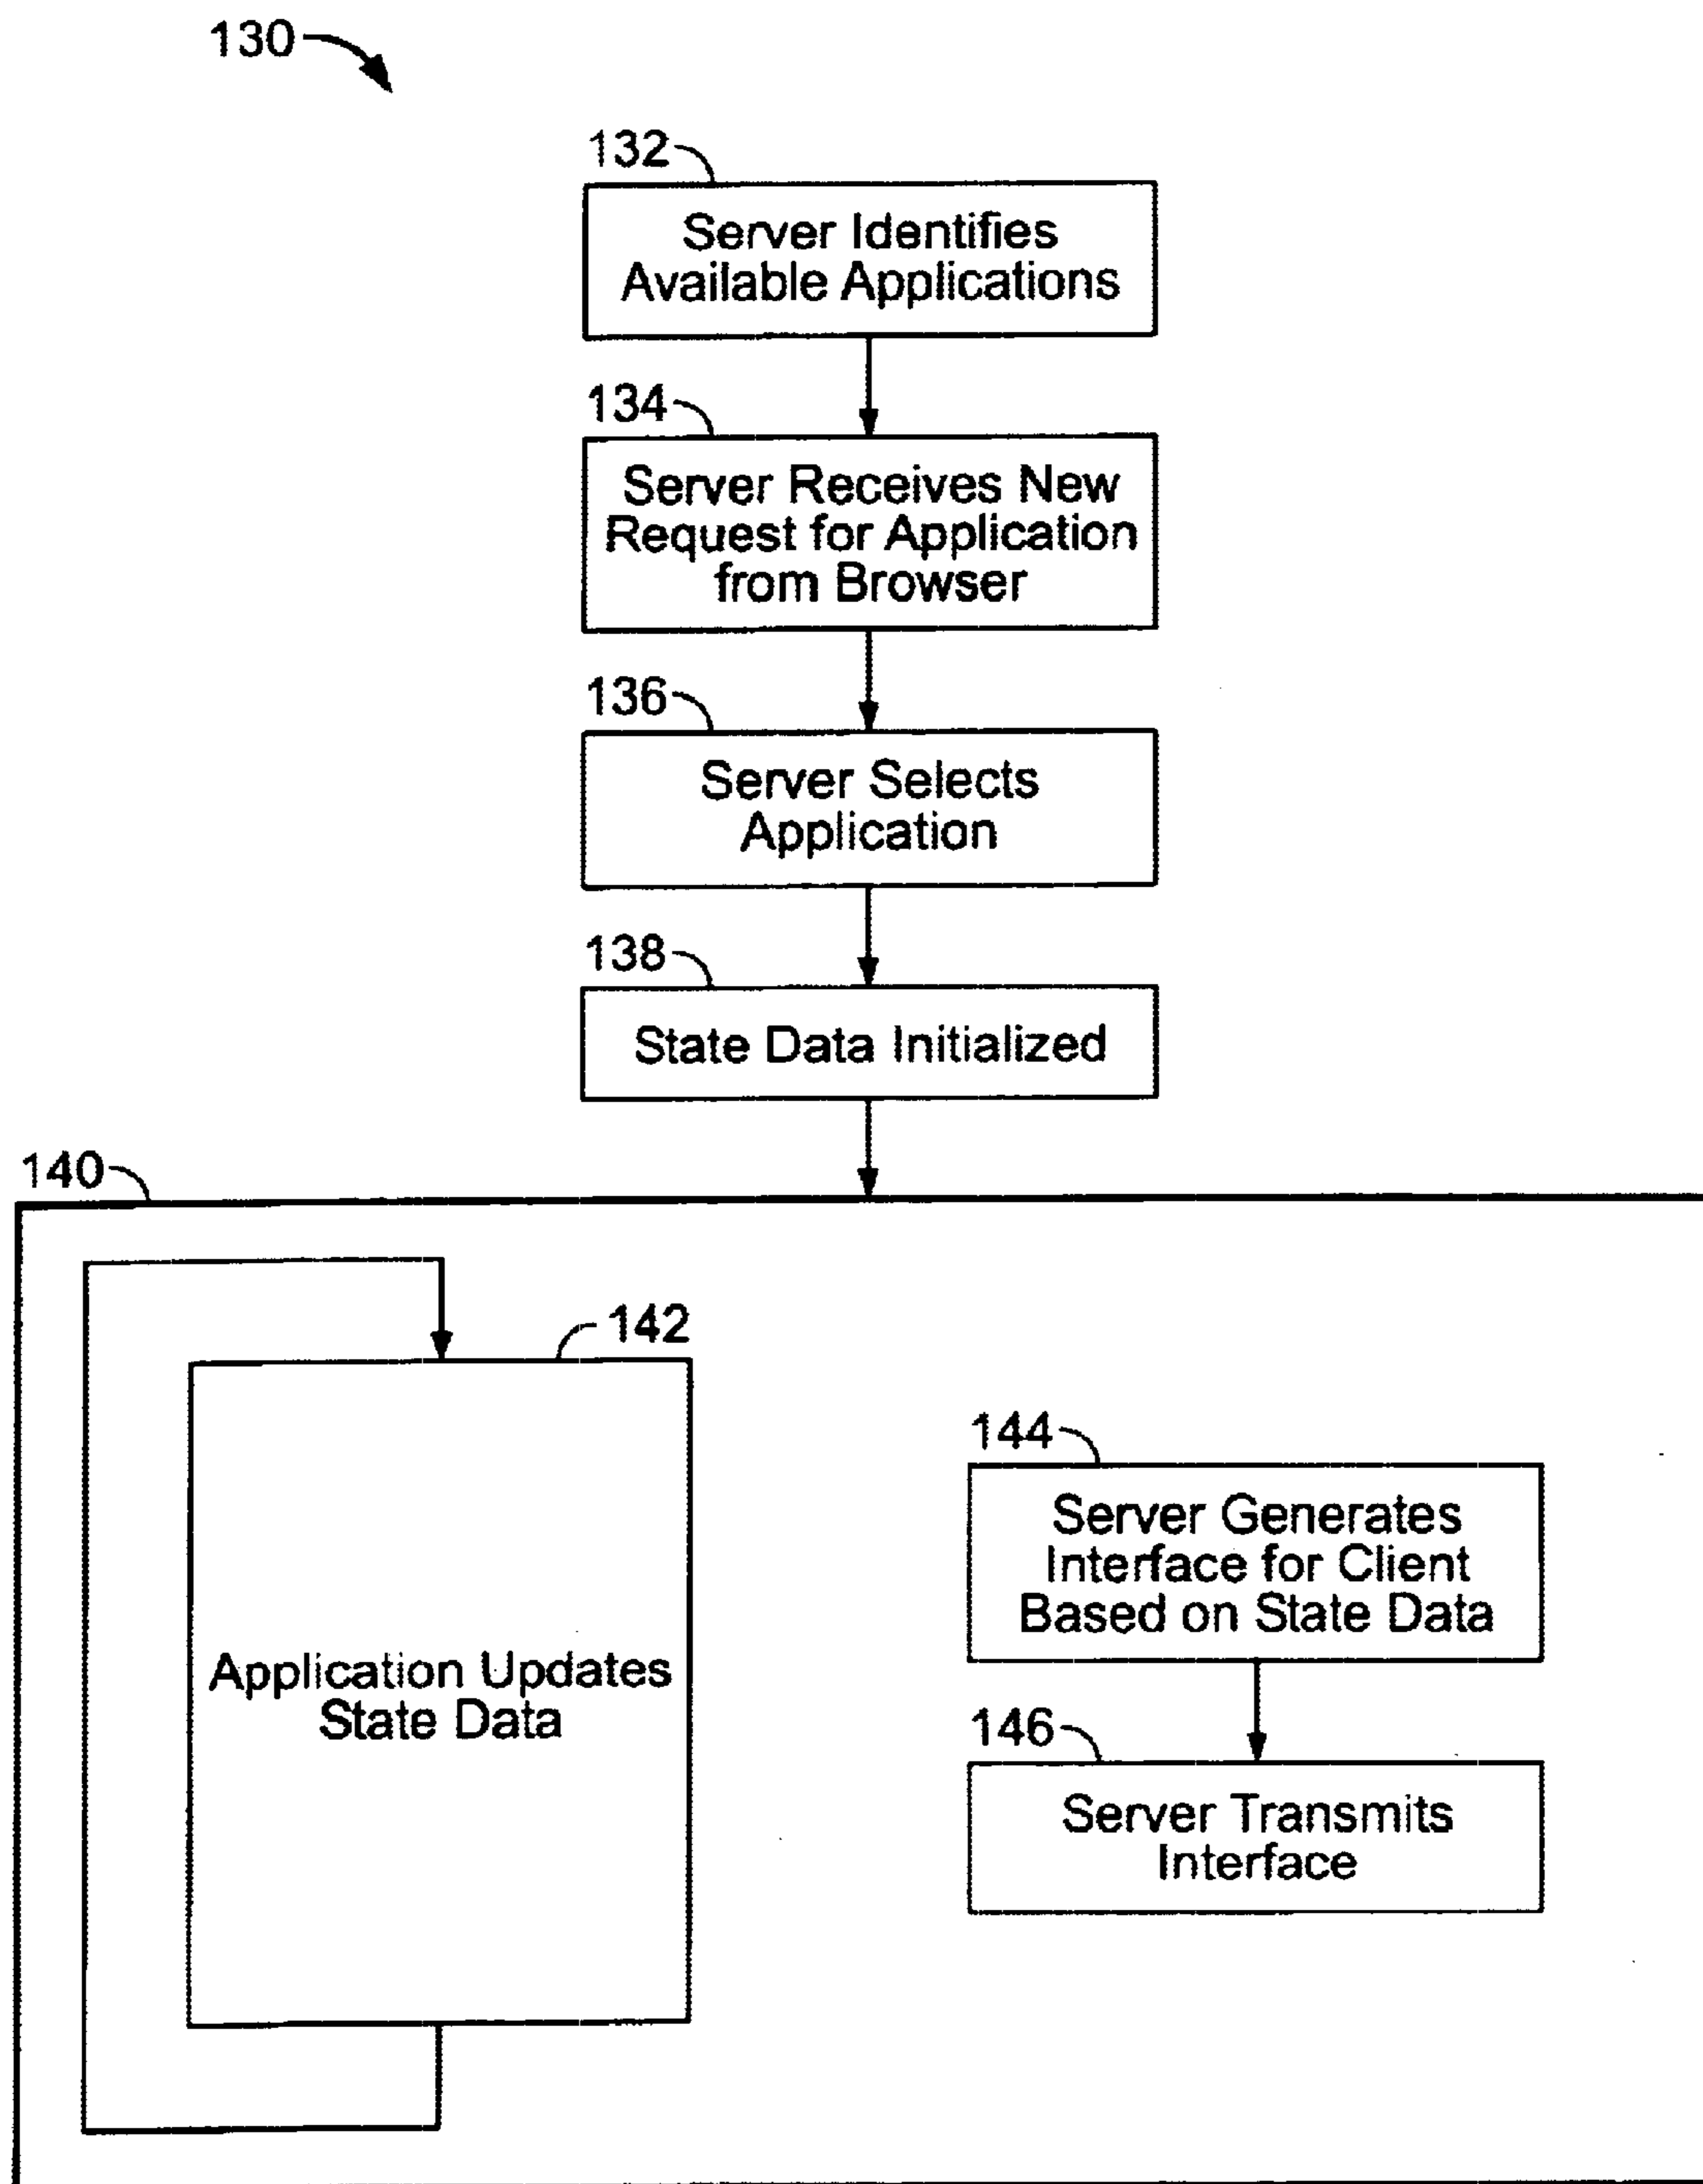 130
132
Server Identifies
Available Applications
134
Server Receives New
Request for Application
from Browser
136
Server Selects
Application
138
State Data Initialized
140
142
Application Updates
State Data
144
Server Generates
Interface for Client
Based on State Data
146
Server Transmits
Interface